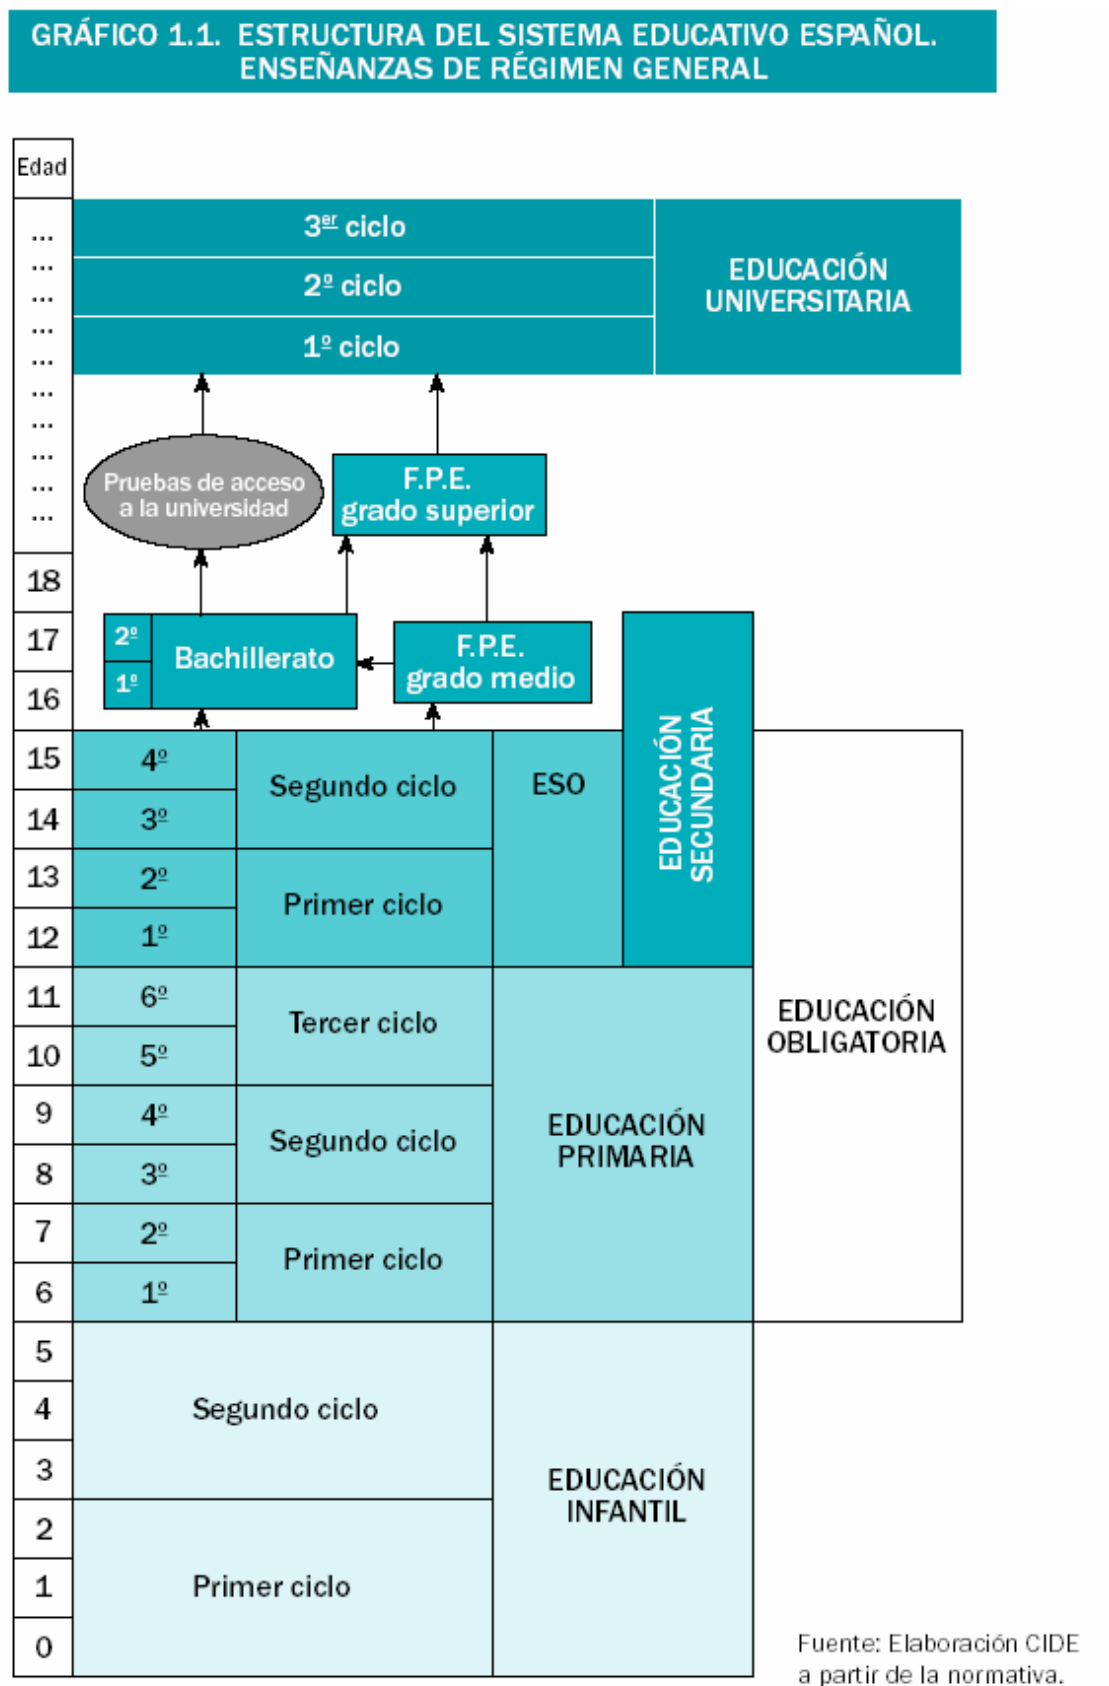 GRÁFICO 1.1. ESTRUCTURA DEL SISTEMA EDUCATIVO ESPAÑOL.
ENSEÑANZAS DE RÉGIMEN GENERAL
Edad
...
...
...
...
...
...
...
...
...
...
3er ciclo
2º ciclo
1º ciclo
EDUCACIÓN
UNIVERSITARIA
Pruebas de acceso
a la universidad
F.P.E.
grado superior
18
17
16
2º
1º
Bachillerato
F.P.E.
grado medio
EDUCACIÓN
SECUNDARIA
15
4º
Segundo ciclo
ESO
14
3º
13
2º
Primer ciclo
12
1º
11
6º
Tercer ciclo
10
5º
EDUCACIÓN
OBLIGATORIA
9
4º
Segundo ciclo
EDUCACIÓN
PRIMARIA
8
3º
7
2º
Primer ciclo
6
1º
5
4
Segundo ciclo
3
EDUCACIÓN
INFANTIL
2
1
Primer ciclo
0
Fuente: Elaboración CIDE
a partir de la normativa.